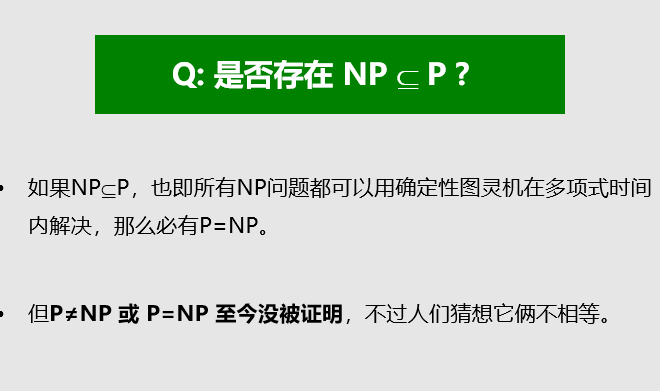 Q: 是否存在 NP ⊆ P ?
• 如果NP⊆P，也即所有NP问题都可以用确定性图灵机在多项式时间
内解决，那么必有P=NP。
• 但P≠NP 或 P=NP 至今没被证明，不过人们猜想它俩不相等。